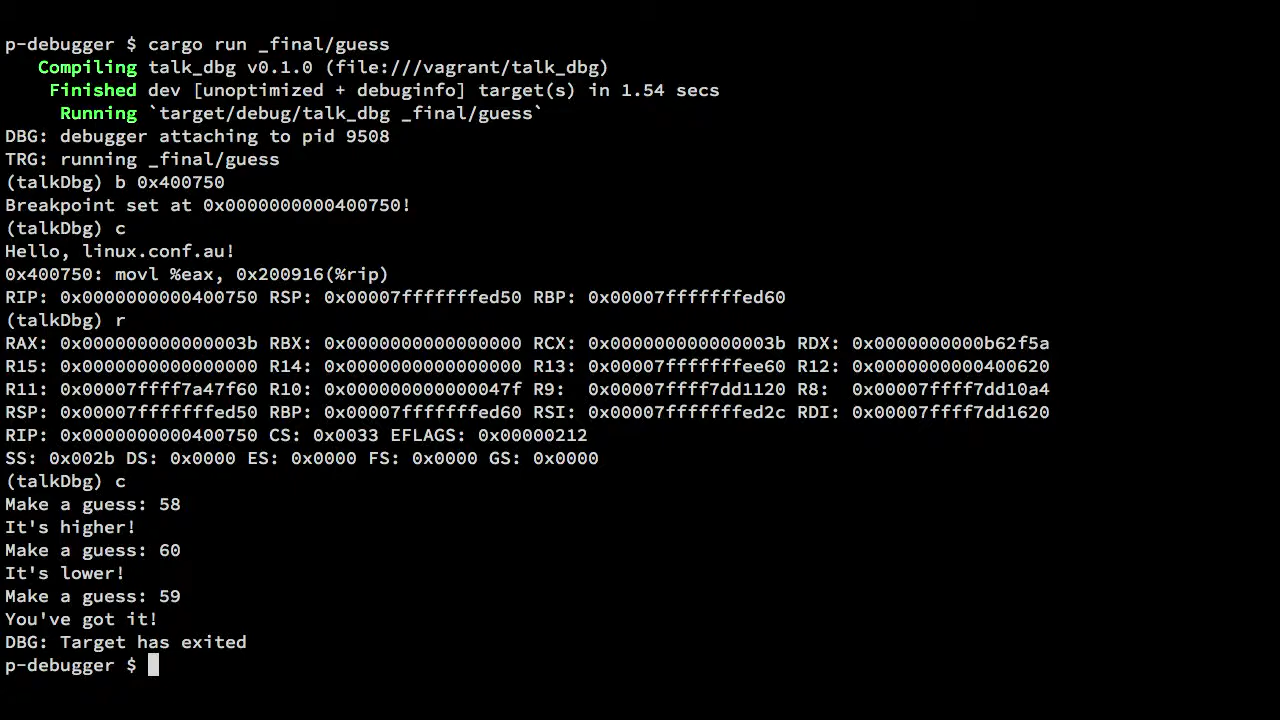 p-debugger $ cargo run _final/guess
Compiling talk_dbg v0.1.0 (file:///vagrant/talk_dbg)
Finished dev [unoptimized + debuginfo] target(s) in 1.54 secs
Running `target/debug/talk_dbg _final/guess`
DBG: debugger attaching to pid 9508
TRG: running _final/guess
(talkDbg) b 0x400750
Breakpoint set at 0x0000000000400750!
(talkDbg) c
Hello, linux.conf.au!
0x400750: movl %eax, 0x200916(%rip)
RIP: 0x0000000000400750 RSP: 0x00007fffffffed50 RBP: 0x00007fffffffed60
(talkDbg) r
RAX: 0x000000000000003b RBX: 0x0000000000000000 RCX: 0x000000000000003b RDX: 0x0000000000b62f5a
R15: 0x0000000000000000 R14: 0x0000000000000000 R13: 0x00007fffffffee60 R12: 0x0000000000400620
R11: 0x00007ffff7a47f60 R10: 0x000000000000047f R9:  0x00007ffff7dd1120 R8:  0x00007ffff7dd10a4
RSP: 0x00007fffffffed50 RBP: 0x00007fffffffed60 RSI: 0x00007fffffffed2c RDI: 0x00007ffff7dd1620
RIP: 0x0000000000400750 CS: 0x0033 EFLAGS: 0x00000212
SS: 0x002b DS: 0x0000 ES: 0x0000 FS: 0x0000 GS: 0x0000
(talkDbg) c
Make a guess: 58
It's higher!
Make a guess: 60
It's lower!
Make a guess: 59
You've got it!
DBG: Target has exited
p-debugger $